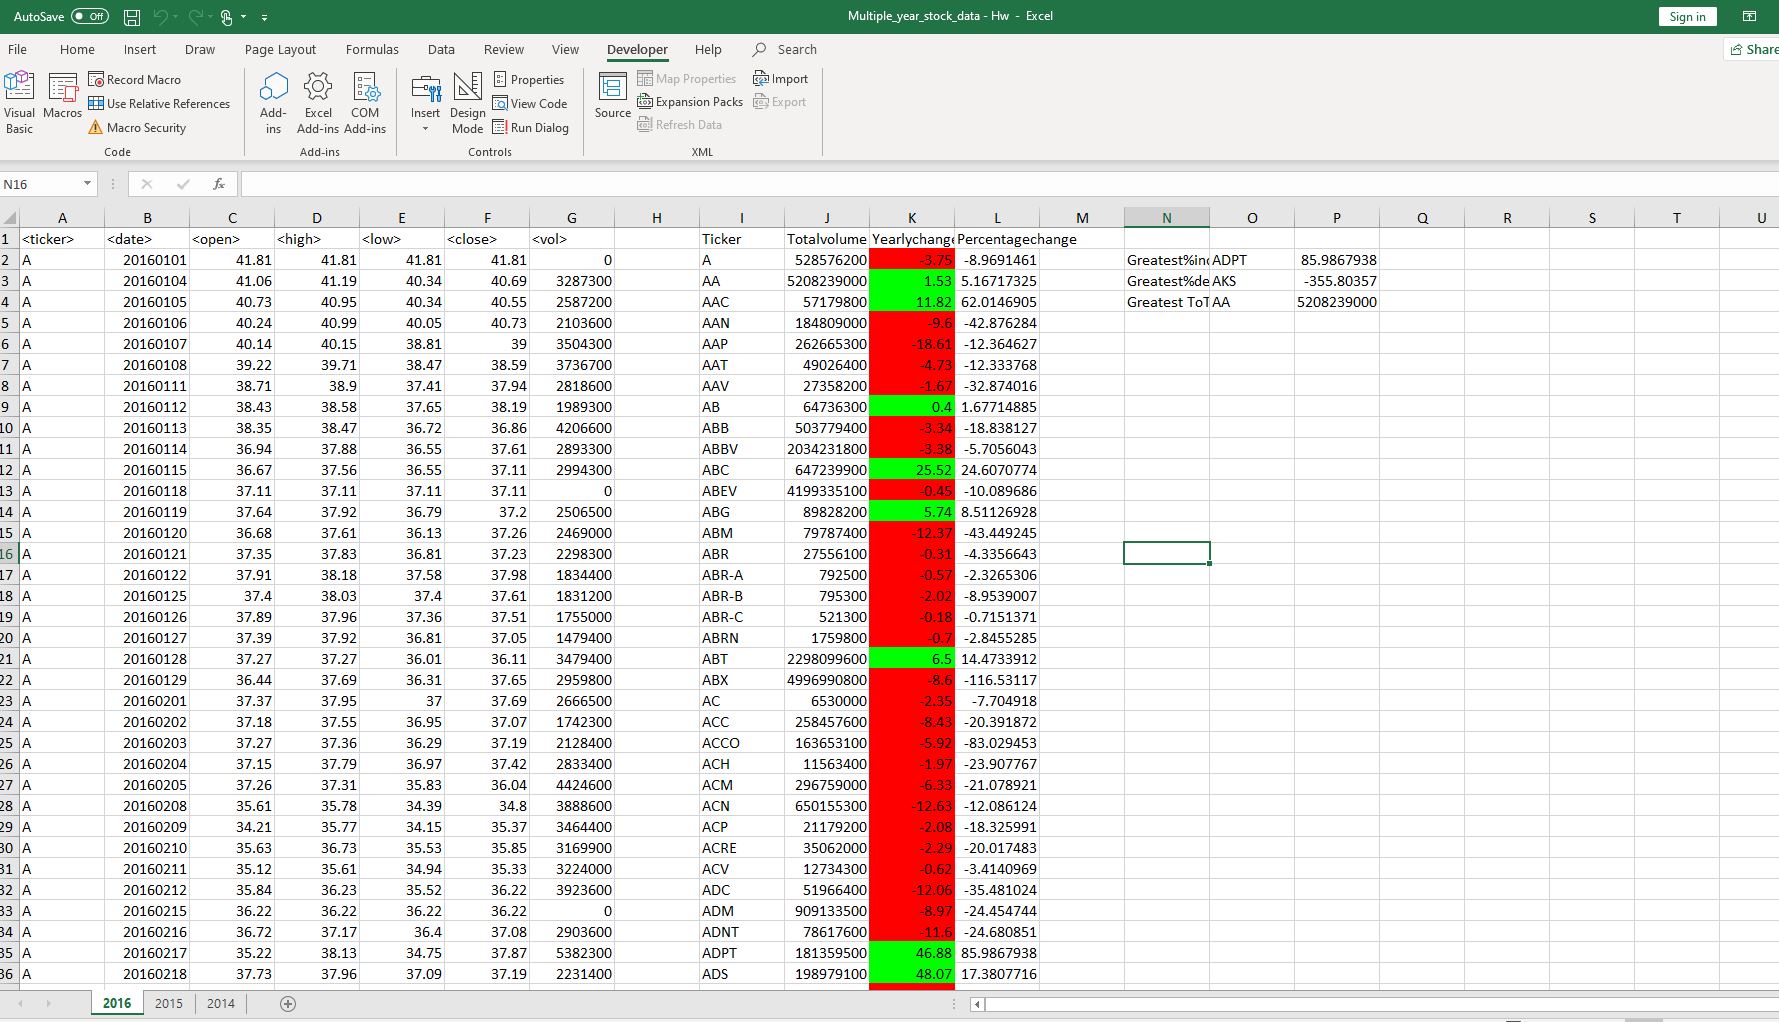 AutoSave Off Multiple_year_stock_data - Hw - Excel Sign in
File Home Insert Draw Page Layout Formulas Data Review View Developer Help Search Share
Visual Basic Macros Record Macro Use Relative References Macro Security Code
Add-ins Excel Add-ins COM Add-ins Add-ins
Insert Design Mode Properties View Code Run Dialog Controls
Source Map Properties Expansion Packs Refresh Data Import Export XML
N16 fx
A B C D E F G H I J K L M N O P Q R S T U
1 <ticker> <date> <open> <high> <low> <close> <vol> Ticker Totalvolume Yearlychange Percentagechange
2 A 20160101 41.81 41.81 41.81 41.81 0 A 528576200 -3.75 -8.9691461 Greatest%inc ADPT 85.9867938
3 A 20160104 41.06 41.19 40.34 40.69 3287300 AA 5208239000 1.53 5.16717325 Greatest%de AKS -355.80357
4 A 20160105 40.73 40.95 40.34 40.55 2587200 AAC 57179800 11.82 62.0146905 Greatest ToT AA 5208239000
5 A 20160106 40.24 40.99 40.05 40.73 2103600 AAN 184809000 -9.6 -42.876284
6 A 20160107 40.14 40.15 38.81 39 3504300 AAP 262665300 -18.61 -12.364627
7 A 20160108 39.22 39.71 38.47 38.59 3736700 AAT 49026400 -4.73 -12.333768
8 A 20160111 38.71 38.9 37.41 37.94 2818600 AAV 27358200 -1.67 -32.874016
9 A 20160112 38.43 38.58 37.65 38.19 1989300 AB 64736300 0.4 1.67714885
10 A 20160113 38.35 38.47 36.72 36.86 4206600 ABB 503779400 -3.34 -18.838127
11 A 20160114 36.94 37.88 36.55 37.61 2893300 ABBV 2034231800 -3.38 -5.7056043
12 A 20160115 36.67 37.56 36.55 37.11 2994300 ABC 647239900 25.52 24.6070774
13 A 20160118 37.11 37.11 37.11 37.11 0 ABEV 4199335100 -0.45 -10.089686
14 A 20160119 37.64 37.92 36.79 37.2 2506500 ABG 89828200 5.74 8.51126928
15 A 20160120 36.68 37.61 36.13 37.26 2469000 ABM 79787400 -12.37 -43.449245
16 A 20160121 37.35 37.83 36.81 37.23 2298300 ABR 27556100 -0.31 -4.3356643
17 A 20160122 37.91 38.18 37.58 37.98 1834400 ABR-A 792500 -0.57 -2.3265306
18 A 20160125 37.4 38.03 37.4 37.61 1831200 ABR-B 795300 -2.02 -8.9539007
19 A 20160126 37.89 37.96 37.36 37.51 1755000 ABR-C 521300 -0.18 -0.7151371
20 A 20160127 37.39 37.92 36.81 37.05 1479400 ABRN 1759800 -0.7 -2.8455285
21 A 20160128 37.27 37.27 36.01 36.11 3479400 ABT 2298099600 6.5 14.4733912
22 A 20160129 36.44 37.69 36.31 37.65 2959800 ABX 4996990800 -8.6 -116.53117
23 A 20160201 37.37 37.95 37 37.69 2666500 AC 6530000 -2.35 -7.704918
24 A 20160202 37.18 37.55 36.95 37.07 1742300 ACC 258457600 -8.43 -20.391872
25 A 20160203 37.27 37.36 36.29 37.19 2128400 ACCO 163653100 -5.92 -83.029453
26 A 20160204 37.15 37.79 36.97 37.42 2833400 ACH 11563400 -1.97 -23.907767
27 A 20160205 37.26 37.31 35.83 36.04 4424600 ACM 296759000 -6.33 -21.078921
28 A 20160208 35.61 35.78 34.39 34.8 3888600 ACN 650155300 -12.63 -12.086124
29 A 20160209 34.21 35.77 34.15 35.37 3464400 ACP 21179200 -2.08 -18.325991
30 A 20160210 35.63 36.73 35.53 35.85 3169900 ACRE 35062000 -2.29 -20.017483
31 A 20160211 35.12 35.61 34.94 35.33 3224000 ACV 12734300 -0.62 -3.4140969
32 A 20160212 35.84 36.23 35.52 36.22 3923600 ADC 51966400 -12.06 -35.481024
33 A 20160215 36.22 36.22 36.22 36.22 0 ADM 909133500 -8.97 -24.454744
34 A 20160216 36.72 37.17 36.4 37.08 2903600 ADNT 78617600 -11.6 -24.680851
35 A 20160217 35.22 38.13 34.75 37.87 5382300 ADPT 181359500 46.88 85.9867938
36 A 20160218 37.73 37.96 37.09 37.19 2231400 ADS 198979100 48.07 17.3807716
2016 2015 2014